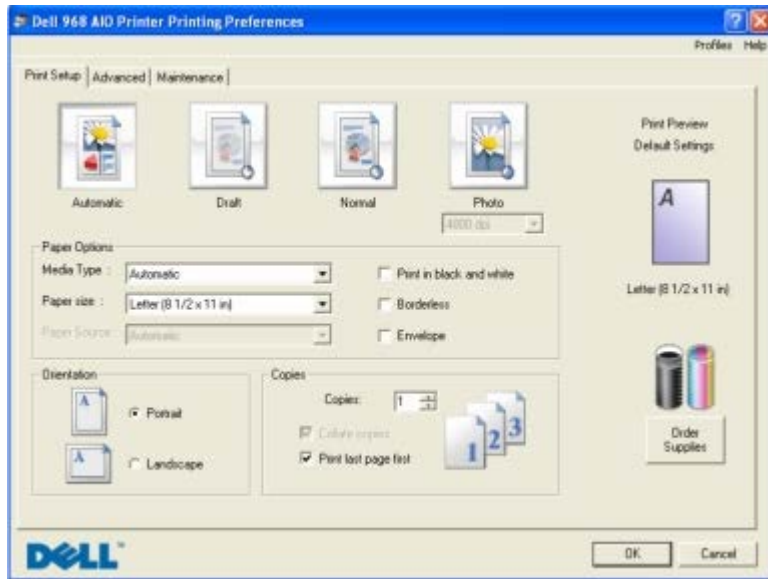 Dell 968 AIO Printer Printing Preferences
Profiles Help
Print Setup Advanced Maintenance
Automatic
Draft
Normal
Photo
4800 dpi
Print Preview
Default Settings
A
Letter (8 1/2 x 11 in)
Paper Options
Media Type : Automatic
Print in black and white
Paper size : Letter (8 1/2 x 11 in)
Borderless
Paper Source : Automatic
Envelope
Orientation
A
Portrait
A
Landscape
Copies
Copies: 1
Collate copies
Print last page first
1 2 3
Order
Supplies
DELL
OK Cancel